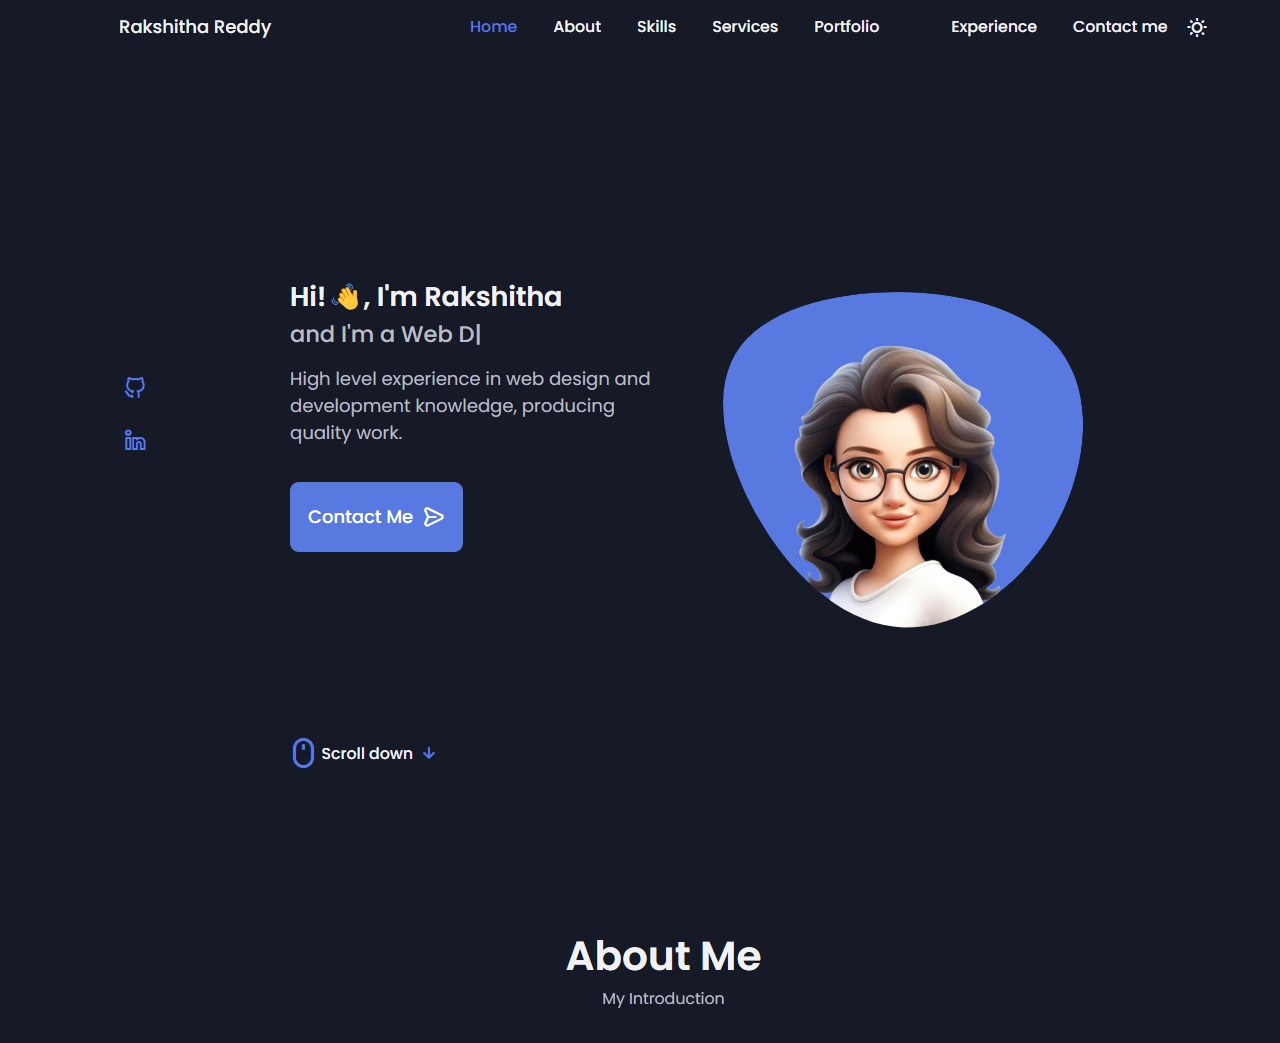 Rakshitha Reddy
Home About Skills Services Portfolio Experience Contact me
Hi! 👋, I'm Rakshitha
and I'm a Web D|
High level experience in web design and
development knowledge, producing
quality work.
Contact Me
Scroll down
About Me
My Introduction